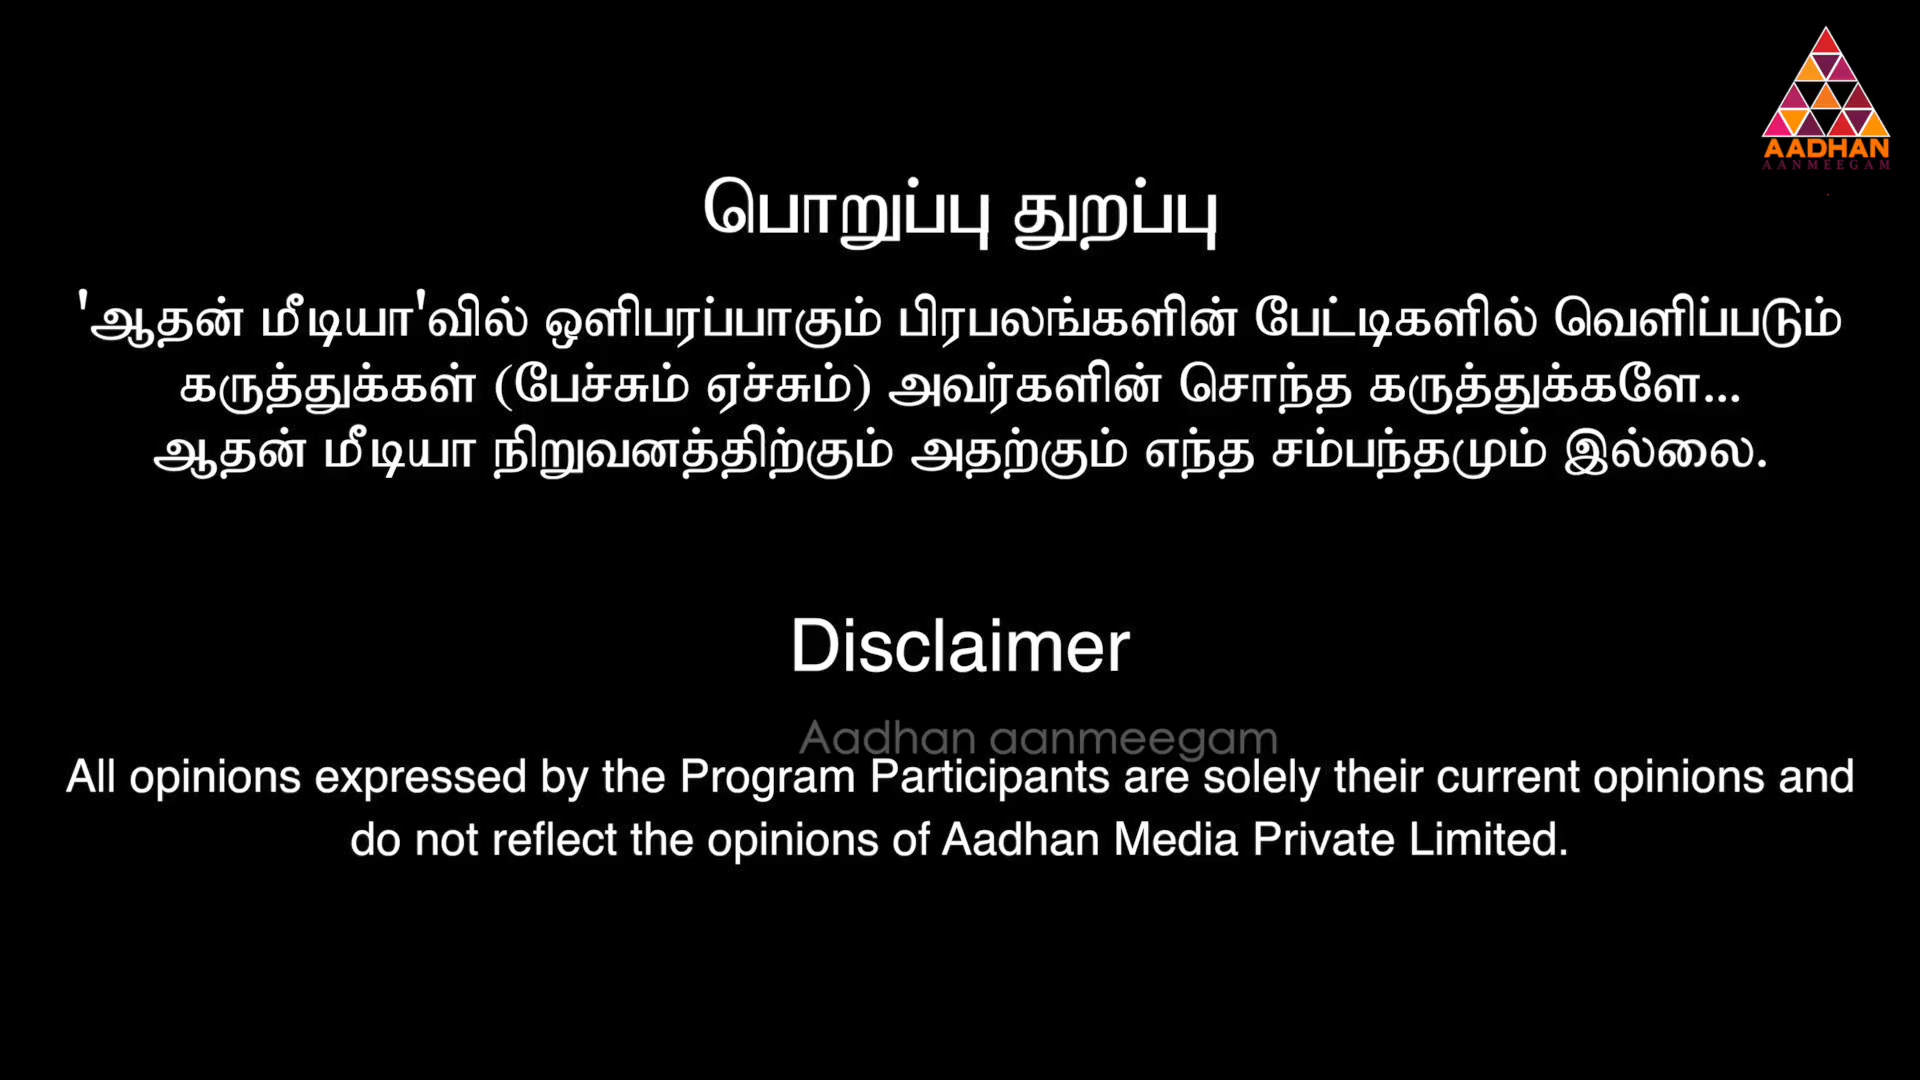 AADHAN
AANMEEGAM
பொறுப்பு துறப்பு
'ஆதன் மீடியா'வில் ஒளிபரப்பாகும் பிரபலங்களின் பேட்டிகளில் வெளிப்படும்
கருத்துக்கள் (பேச்சும் ஏச்சும்) அவர்களின் சொந்த கருத்துக்களே...
ஆதன் மீடியா நிறுவனத்திற்கும் அதற்கும் எந்த சம்பந்தமும் இல்லை.
Disclaimer
Aadhan aanmeegam
All opinions expressed by the Program Participants are solely their current opinions and
do not reflect the opinions of Aadhan Media Private Limited.